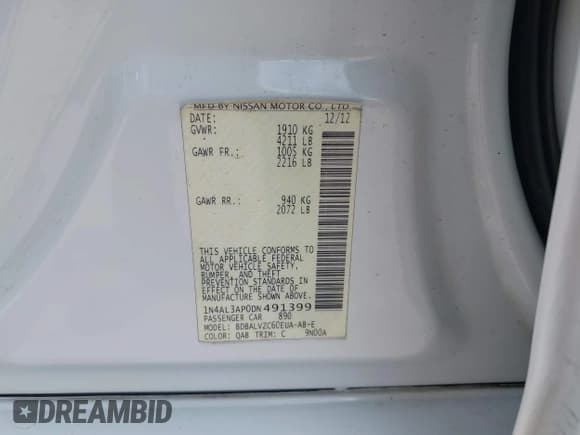 MFD BY NISSAN MOTOR CO., LTD.
DATE: 12/12
GVWR: 1910 KG
4211 LB
GAWR FR.: 1005 KG
2216 LB
GAWR RR.: 940 KG
2072 LB
THIS VEHICLE CONFORMS TO
ALL APPLICABLE FEDERAL
MOTOR VEHICLE SAFETY,
BUMPER, AND THEFT
PREVENTION STANDARDS IN
EFFECT ON THE DATE OF
MANUFACTURE SHOWN ABOVE.
1N4AL3AP0DN491399
PASSENGER CAR 890
MODEL: BDBALVZC6DEUA-AB-E
COLOR: QAB TRIM: C 9N00A
DREAMBID